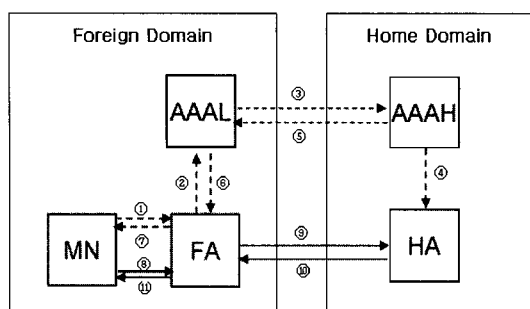 Foreign Domain
Home Domain
AAAL
③
AAAH
⑤
②
⑥
④
①
MN
⑦
FA
⑨
HA
⑧
⑩
⑪